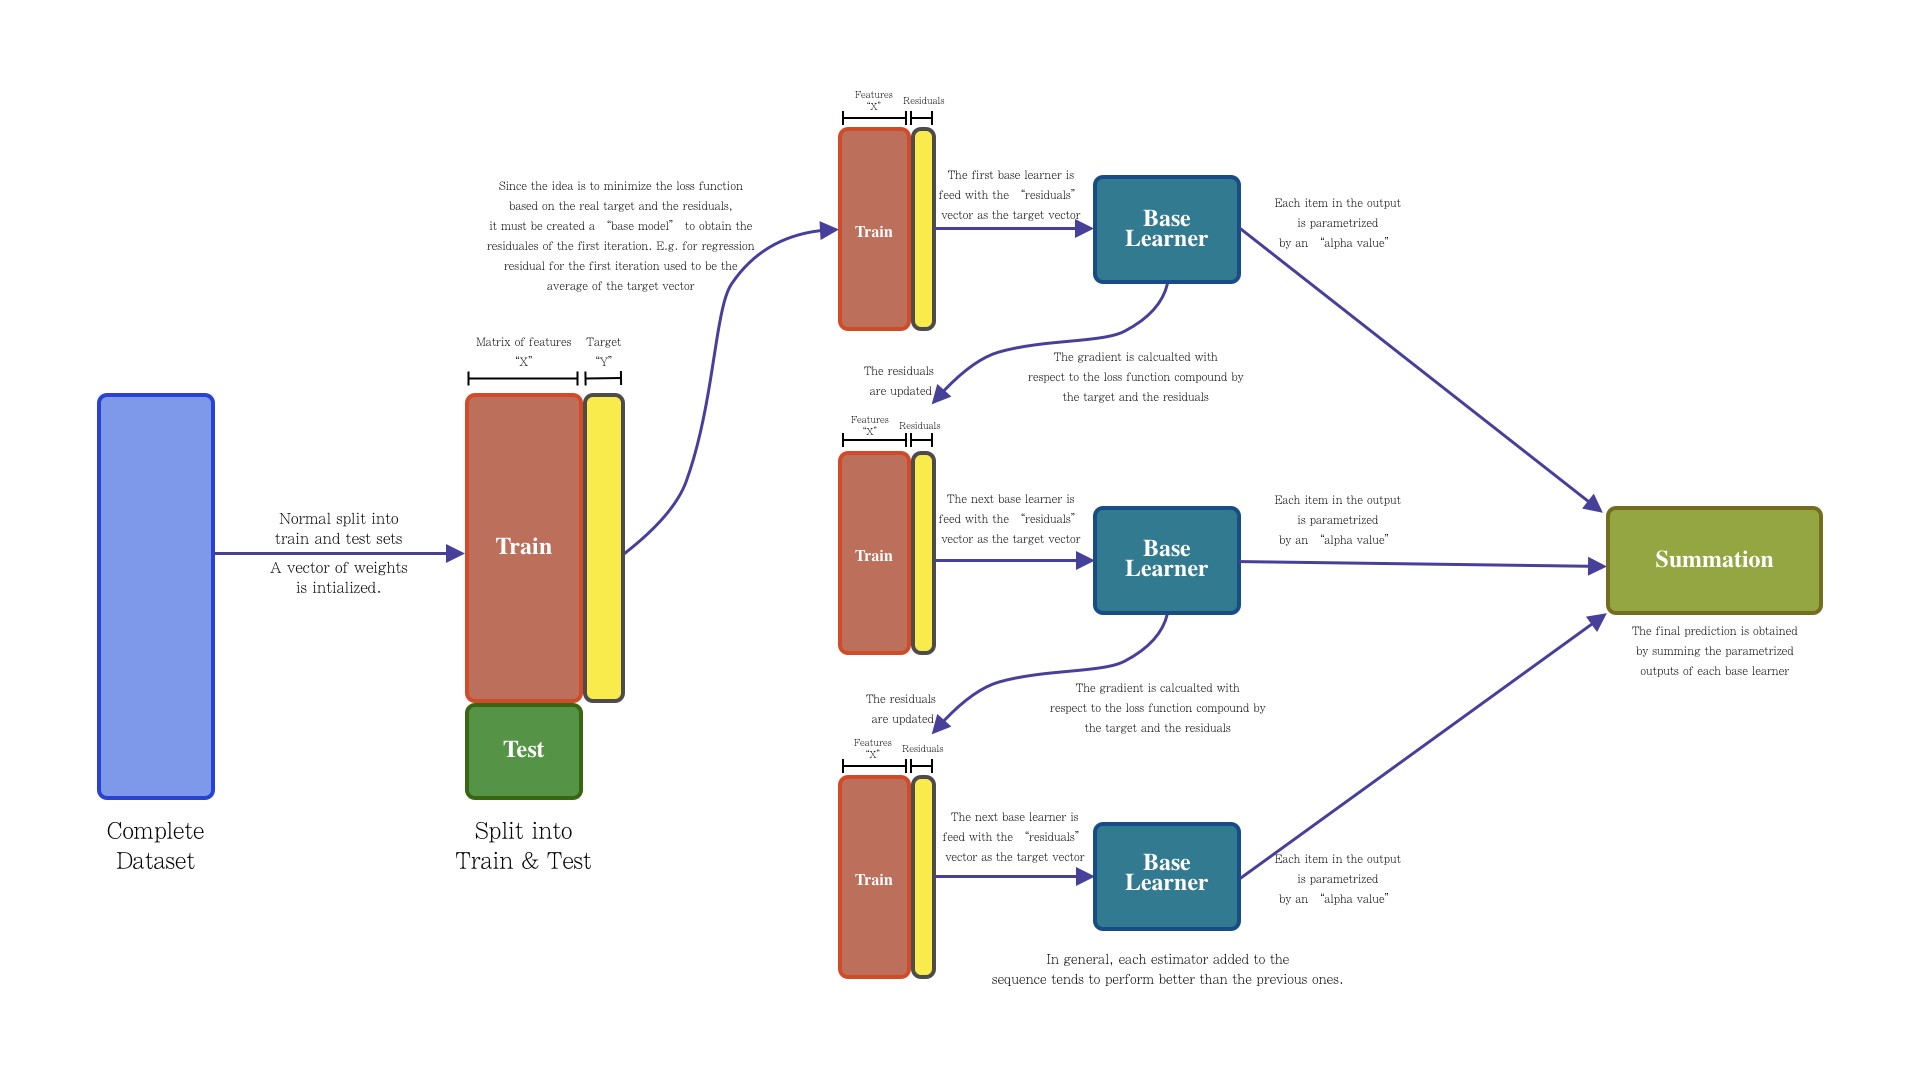 Features
“X”
Residuals
Train
The first base learner is
feed with the “residuals”
vector as the target vector
Base
Learner
Each item in the output
is parametrized
by an “alpha value”
Since the idea is to minimize the loss function
based on the real target and the residuals,
it must be created a “base model” to obtain the
residuales of the first iteration. E.g. for regression
residual for the first iteration used to be the
average of the target vector
Matrix of features
“X”
Target
“Y”
The residuals
are updated
The gradient is calcualted with
respect to the loss function compound by
the target and the residuals
Normal split into
train and test sets
A vector of weights
is intialized.
Train
Test
Complete
Dataset
Split into
Train & Test
Features
“X”
Residuals
Train
The next base learner is
feed with the “residuals”
vector as the target vector
Base
Learner
Each item in the output
is parametrized
by an “alpha value”
Summation
The final prediction is obtained
by summing the parametrized
outputs of each base learner
The residuals
are updated
The gradient is calcualted with
respect to the loss function compound by
the target and the residuals
Features
“X”
Residuals
Train
The next base learner is
feed with the “residuals”
vector as the target vector
Base
Learner
Each item in the output
is parametrized
by an “alpha value”
In general, each estimator added to the
sequence tends to perform better than the previous ones.